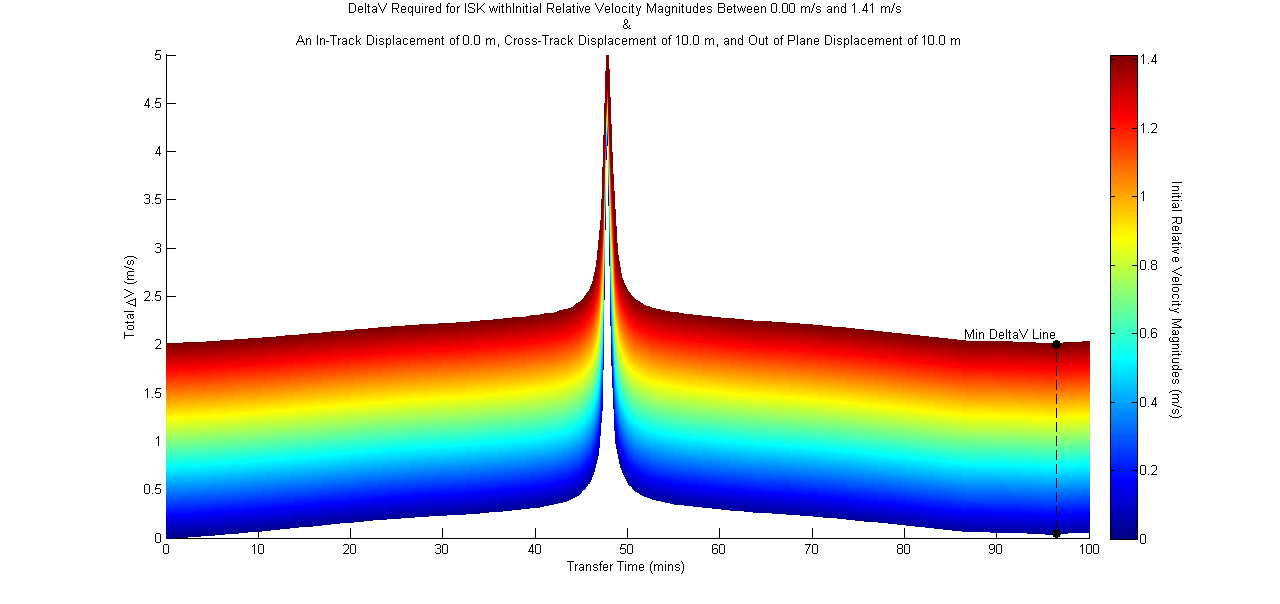 DeltaV Required for ISK withInitial Relative Velocity Magnitudes Between 0.00 m/s and 1.41 m/s
&
An In-Track Displacement of 0.0 m, Cross-Track Displacement of 10.0 m, and Out of Plane Displacement of 10.0 m
5
4.5
4
3.5
3
2.5
2
1.5
1
0.5
0
Total ΔV (m/s)
Min DeltaV Line
0 10 20 30 40 50 60 70 80 90 100
Transfer Time (mins)
1.4
1.2
1
0.8
0.6
0.4
0.2
0
Initial Relative Velocity Magnitudes (m/s)